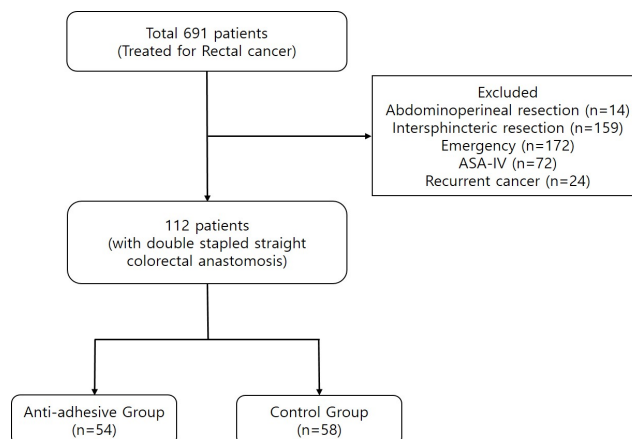 Total 691 patients
(Treated for Rectal cancer)
Excluded
Abdominoperineal resection (n=14)
Intersphincteric resection (n=159)
Emergency (n=172)
ASA-IV (n=72)
Recurrent cancer (n=24)
112 patients
(with double stapled straight
colorectal anastomosis)
Anti-adhesive Group
(n=54)
Control Group
(n=58)